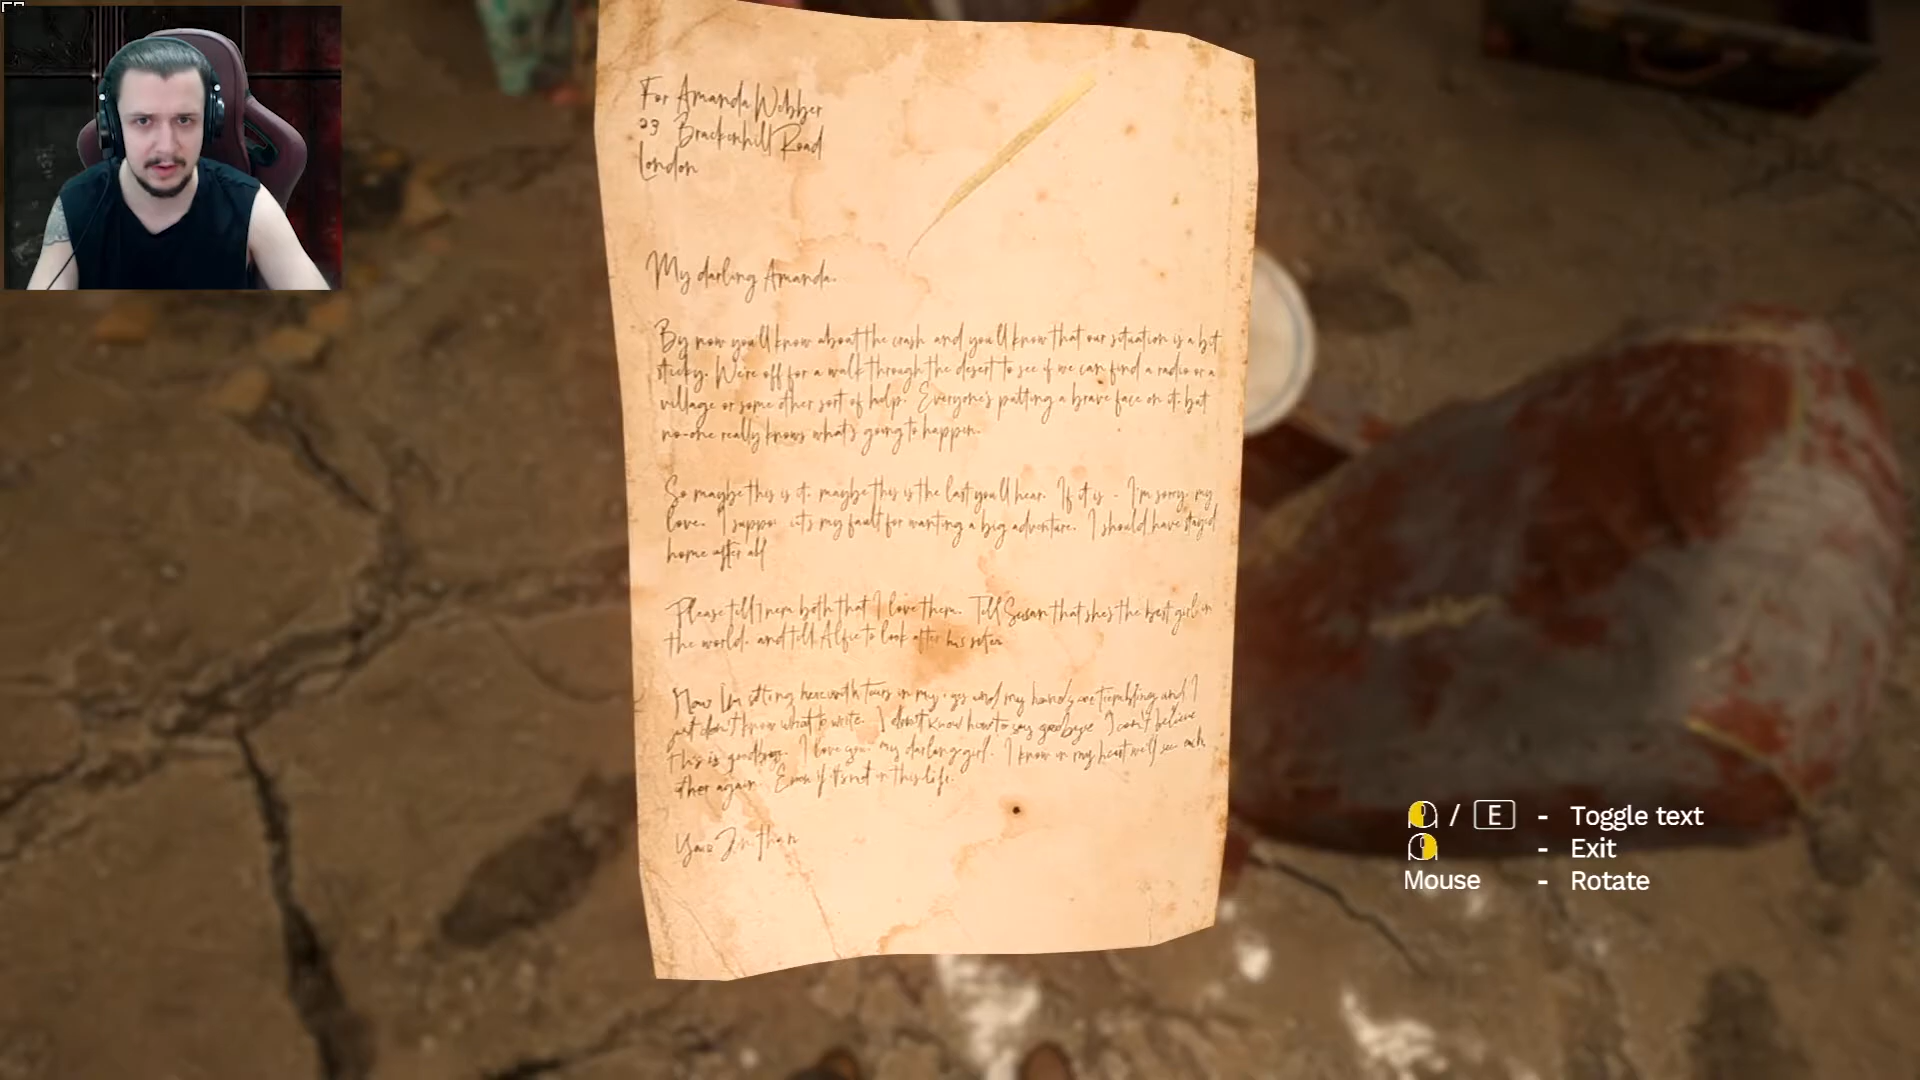 For Amanda Webber
23 Brackenhill Road
London
My darling Amanda.
By now you'll know about the crash and you'll know that our situation is a bit
sticky. We're off for a walk through the desert to see if we can find a radio or a
village or some other sort of help. Everyone's putting a brave face on it, but
no-one really knows what's going to happen.
So maybe this is it, maybe this is the last you'll hear. If it is - I'm sorry, my
love. I suppo it's my fault for wanting a big adventure. I should have stayed
home after all
Please tell them both that I love them. Tell Susan that she's the best girl in
the world, and tell Alfie to look after his sister
Now I'm sitting here with tears in my eyes and my hands are trembling and I
just don't know what to write. I don't know how to say goodbye I can't believe
this is goodbye. I love you, my darling girl. I know in my heart we'll see each
other again. Even if it's not in this life.
Jonathan
/ E - Toggle text
- Exit
Mouse - Rotate